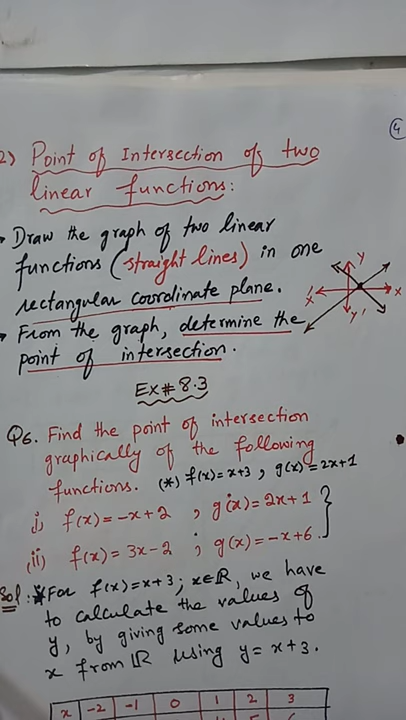 4
2) Point of Intersection of two
linear functions:
Draw the graph of two linear
functions (straight lines) in one
rectangular coordinate plane.
From the graph, determine the
point of intersection.
Y
X' X
Y'
Ex # 8.3
Q6. Find the point of intersection
graphically of the following
functions. (*) f(x)=x+3 , g(x)=2x+1
i) f(x)=-x+2 , g(x)=2x+1
(ii) f(x) = 3x-2 ; g(x)=-x+6.
Sol: * For f(x)=x+3; x∈ℝ, we have
to calculate the values of
y, by giving some values to
x from ℝ using y= x+3.
x -2 -1 0 1 2 3